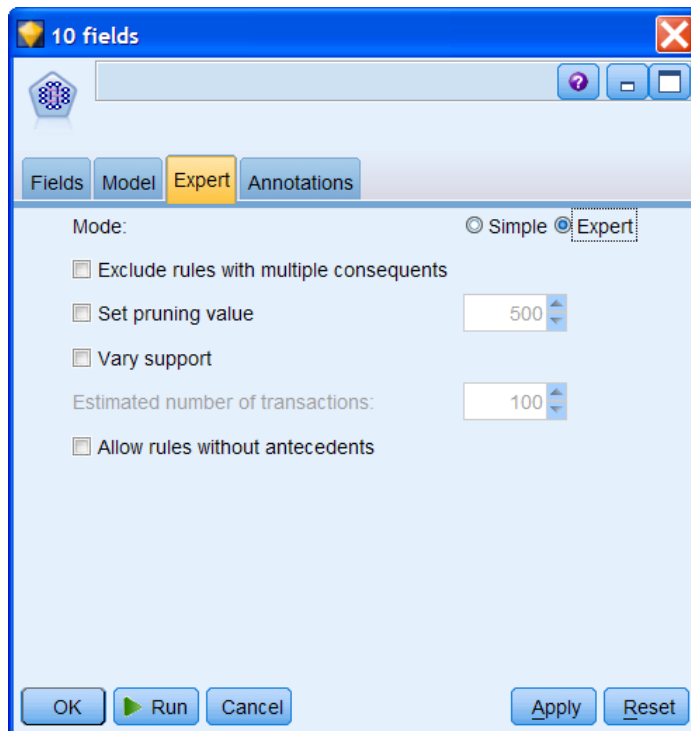 10 fields
Fields Model Expert Annotations
Mode: Simple Expert
Exclude rules with multiple consequents
Set pruning value 500
Vary support
Estimated number of transactions: 100
Allow rules without antecedents
OK Run Cancel Apply Reset